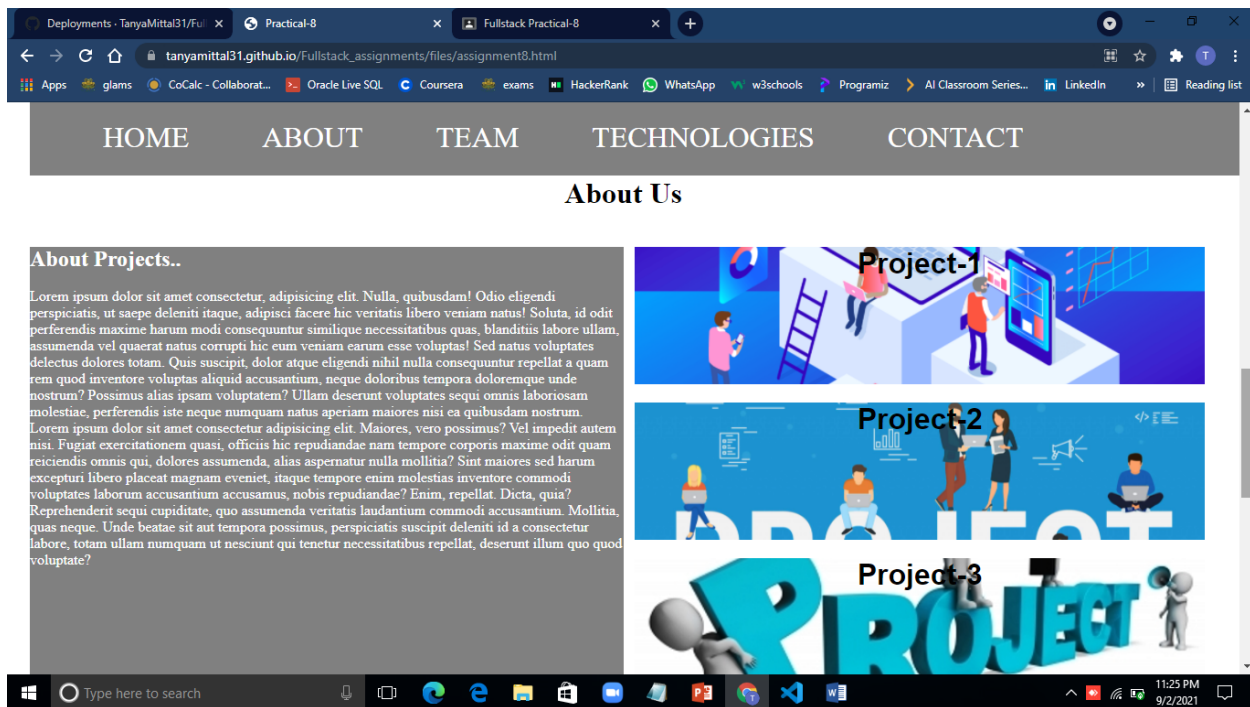 Deployments · TanyaMittal31/Full
Practical-8
Fullstack Practical-8
tanyamittal31.github.io/Fullstack_assignments/files/assignment8.html
T
Apps glams CoCalc - Collaborat... Oracle Live SQL Coursera exams HackerRank WhatsApp w3schools Programiz AI Classroom Series... LinkedIn » Reading list
HOME ABOUT TEAM TECHNOLOGIES CONTACT
About Us
About Projects..
Lorem ipsum dolor sit amet consectetur, adipisicing elit. Nulla, quibusdam! Odio eligendi
perspiciatis, ut saepe deleniti itaque, adipisci facere hic veritatis libero veniam natus! Soluta, id odit
perferendis maxime harum modi consequuntur similique necessitatibus quas, blanditiis labore ullam,
assumenda vel quaerat natus corrupti hic eum veniam earum esse voluptas! Sed natus voluptates
delectus dolores totam. Quis suscipit, dolor atque eligendi nihil nulla consequuntur repellat a quam
rem quod inventore voluptas aliquid accusantium, neque doloribus tempora doloremque unde
nostrum? Possimus alias ipsam voluptatem? Ullam deserunt voluptates sequi omnis laboriosam
molestiae, perferendis iste neque numquam natus aperiam maiores nisi ea quibusdam nostrum.
Lorem ipsum dolor sit amet consectetur adipisicing elit. Maiores, vero possimus? Vel impedit autem
nisi. Fugiat exercitationem quasi, officiis hic repudiandae nam tempore corporis maxime odit quam
reiciendis omnis qui, dolores assumenda, alias aspernatur nulla mollitia? Sint maiores sed harum
excepturi libero placeat magnam eveniet, itaque tempore enim molestias inventore commodi
voluptates laborum accusantium accusamus, nobis repudiandae? Enim, repellat. Dicta, quia?
Reprehenderit sequi cupiditate, quo assumenda veritatis laudantium commodi accusantium. Mollitia,
quas neque. Unde beatae sit aut tempora possimus, perspiciatis suscipit deleniti id a consectetur
labore, totam ullam numquam ut nesciunt qui tenetur necessitatibus repellat, deserunt illum quo quod
voluptate?
Project-1
Project-2
PROJECT
Project-3
PROJECT
Type here to search
11:25 PM
9/2/2021